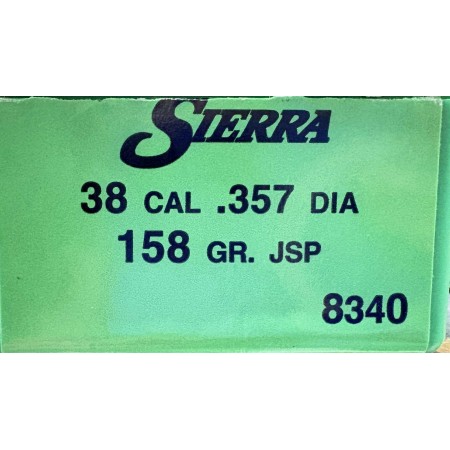 SIERRA
38 CAL .357 DIA
158 GR. JSP
8340